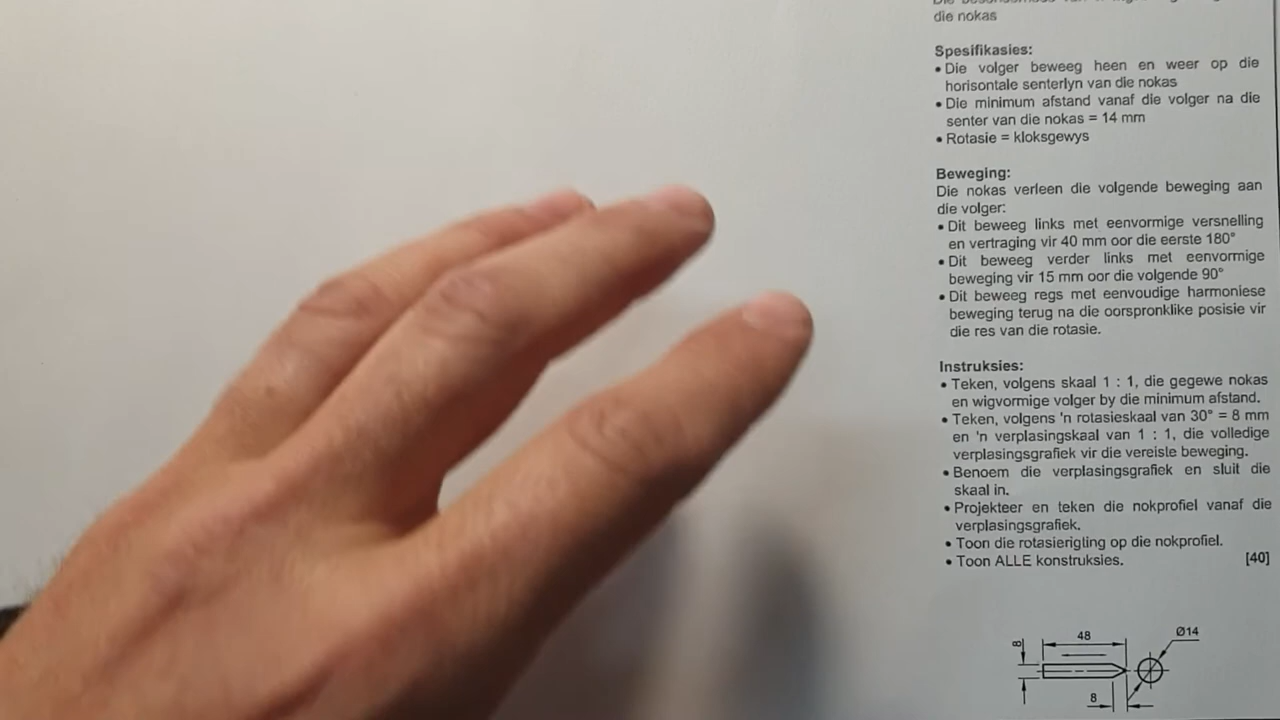 die nokas
Spesifikasies:
• Die volger beweeg heen en weer op die
horisontale senterlyn van die nokas
• Die minimum afstand vanaf die volger na die
senter van die nokas = 14 mm
• Rotasie = kloksgewys
Beweging:
Die nokas verleen die volgende beweging aan
die volger:
• Dit beweeg links met eenvormige versnelling
en vertraging vir 40 mm oor die eerste 180°
• Dit beweeg verder links met eenvormige
beweging vir 15 mm oor die volgende 90°
• Dit beweeg regs met eenvoudige harmoniese
beweging terug na die oorspronklike posisie vir
die res van die rotasie.
Instruksies:
• Teken, volgens skaal 1 : 1, die gegewe nokas
en wigvormige volger by die minimum afstand.
• Teken, volgens 'n rotasieskaal van 30° = 8 mm
en 'n verplasingskaal van 1 : 1, die volledige
verplasingsgrafiek vir die vereiste beweging.
• Benoem die verplasingsgrafiek en sluit die
skaal in.
• Projekteer en teken die nokprofiel vanaf die
verplasingsgrafiek.
• Toon die rotasierigting op die nokprofiel.
• Toon ALLE konstruksies. [40]
8 48 Ø14
8